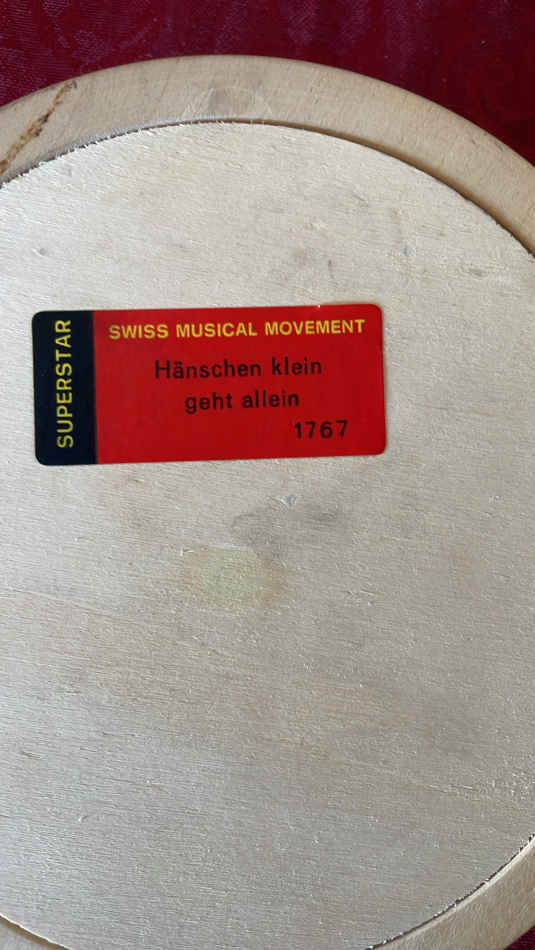 SUPERSTAR
SWISS MUSICAL MOVEMENT
Hänschen klein
geht allein
1767